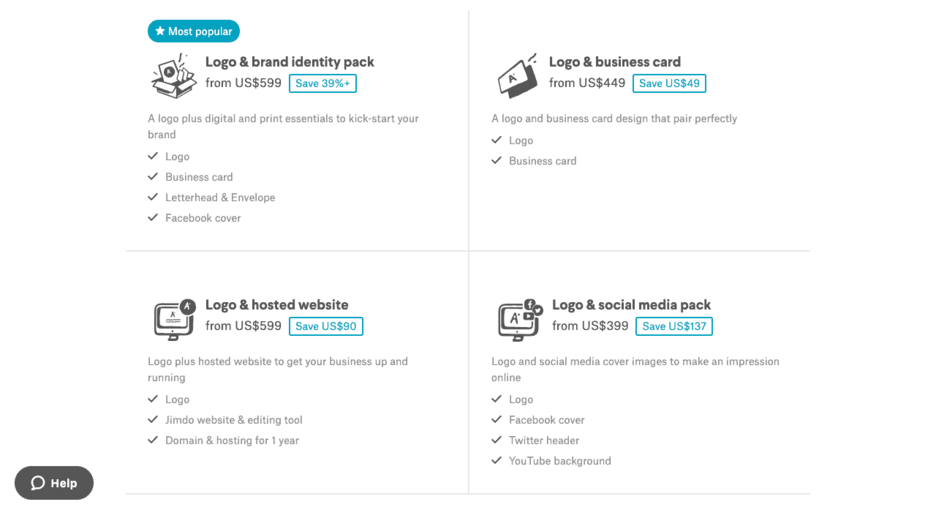 Most popular
Logo & brand identity pack
from US$599 Save 39%+
A logo plus digital and print essentials to kick-start your
brand
Logo
Business card
Letterhead & Envelope
Facebook cover
Logo & business card
from US$449 Save US$49
A logo and business card design that pair perfectly
Logo
Business card
Logo & hosted website
from US$599 Save US$90
Logo plus hosted website to get your business up and
running
Logo
Jimdo website & editing tool
Domain & hosting for 1 year
Logo & social media pack
from US$399 Save US$137
Logo and social media cover images to make an impression
online
Logo
Facebook cover
Twitter header
YouTube background
Help